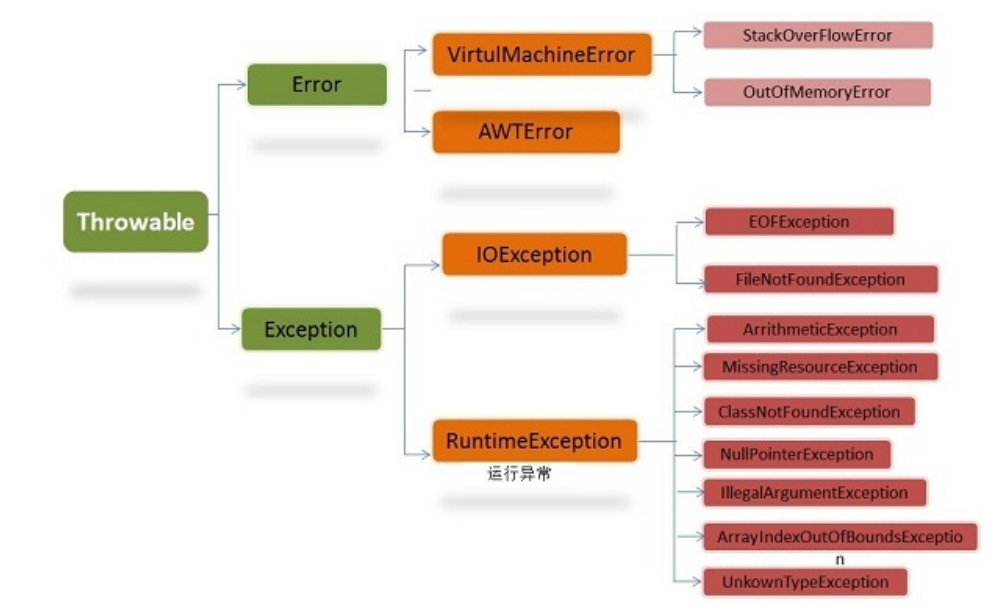 Throwable
Error
VirtulMachineError
StackOverFlowError
OutOfMemoryError
AWTError
Exception
IOException
EOFException
FileNotFoundException
RuntimeException
运行异常
ArrithmeticException
MissingResourceException
ClassNotFoundException
NullPointerException
IllegalArgumentException
ArrayIndexOutOfBoundsExceptio
n
UnkownTypeException